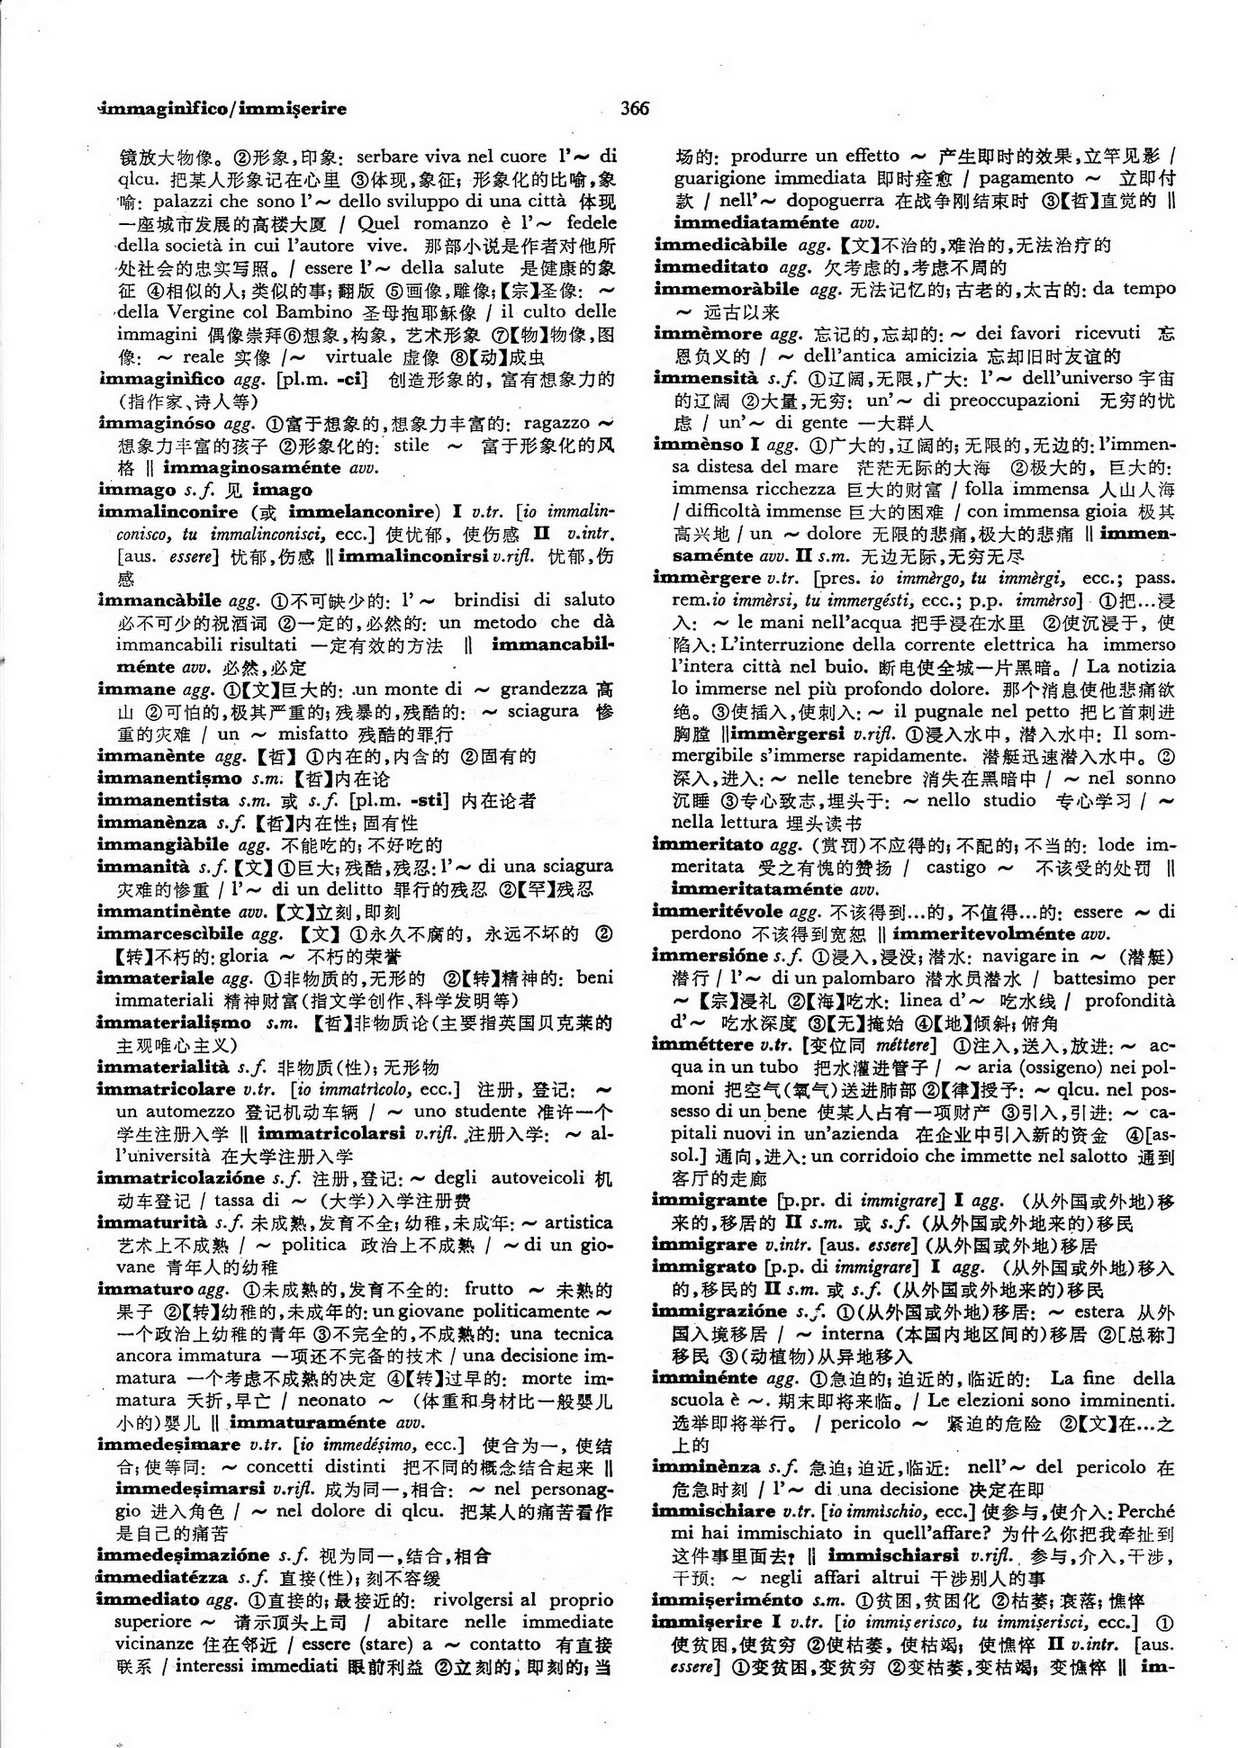 immaginìfico/immişerire
366
镜放大物像。②形象,印象: serbare viva nel cuore l'～ di
qlcu. 把某人形象记在心里 ③体现,象征; 形象化的比喻,象
喻: palazzi che sono l'～ dello sviluppo di una città 体现
一座城市发展的高楼大厦 / Quel romanzo è l'～ fedele
della società in cui l'autore vive. 那部小说是作者对他所
处社会的忠实写照。/ essere l'～ della salute 是健康的象
征 ④相似的人; 类似的事; 翻版 ⑤画像,雕像;【宗】圣像: ～
della Vergine col Bambino 圣母抱耶稣像 / il culto delle
immagini 偶像崇拜⑥想象,构象, 艺术形象 ⑦【物】物像,图
像: ～ reale 实像 /～ virtuale 虚像 ⑧【动】成虫
immaginìfico agg. [pl.m. -ci] 创造形象的, 富有想象力的
(指作家、诗人等)
immaginóso agg. ①富于想象的,想象力丰富的: ragazzo ～
想象力丰富的孩子 ②形象化的: stile ～ 富于形象化的风
格 ‖ immaginosaménte avv.
immago s.f. 见 imago
immalinconire (或 immelanconire) I v.tr. [io immalin-
conisco, tu immalinconisci, ecc.] 使忧郁, 使伤感 II v.intr.
[aus. essere] 忧郁,伤感 ‖ immalinconirsi v.rifl. 忧郁,伤
感
immancàbile agg. ①不可缺少的: l'～ brindisi di saluto
必不可少的祝酒词 ②一定的,必然的: un metodo che dà
immancabili risultati 一定有效的方法 ‖ immancabil-
ménte avv. 必然,必定
immane agg. ①【文】巨大的: un monte di ～ grandezza 高
山 ②可怕的,极其严重的; 残暴的,残酷的: ～ sciagura 惨
重的灾难 / un ～ misfatto 残酷的罪行
immanènte agg. 【哲】 ①内在的,内含的 ②固有的
immanentişmo s.m. 【哲】内在论
immanentista s.m. 或 s.f. [pl.m. -sti] 内在论者
immanènza s.f. 【哲】内在性; 固有性
immangiàbile agg. 不能吃的; 不好吃的
immanità s.f.【文】①巨大; 残酷,残忍: l'～ di una sciagura
灾难的惨重 / l'～ di un delitto 罪行的残忍 ②【罕】残忍
immantinènte avv. 【文】立刻,即刻
immarcescìbile agg. 【文】 ①永久不腐的, 永远不坏的 ②
【转】不朽的: gloria ～ 不朽的荣誉
immateriale agg. ①非物质的,无形的 ②【转】精神的: beni
immateriali 精神财富(指文学创作、科学发明等)
immaterialişmo s.m. 【哲】非物质论(主要指英国贝克莱的
主观唯心主义)
immaterialità s.f. 非物质(性); 无形物
immatricolare v.tr. [io immatrìcolo, ecc.] 注册, 登记: ～
un automezzo 登记机动车辆 / ～ uno studente 准许一个
学生注册入学 ‖ immatricolarsi v.rifl. 注册入学: ～ al-
l'università 在大学注册入学
immatricolazióne s.f. 注册,登记: ～ degli autoveicoli 机
动车登记 / tassa di ～ (大学)入学注册费
immaturità s.f. 未成熟,发育不全; 幼稚,未成年: ～ artistica
艺术上不成熟 / ～ politica 政治上不成熟 / ～di un gio-
vane 青年人的幼稚
immaturo agg. ①未成熟的,发育不全的: frutto ～ 未熟的
果子 ②【转】幼稚的,未成年的: un giovane politicamente ～
一个政治上幼稚的青年 ③不完全的,不成熟的: una tecnica
ancora immatura 一项还不完备的技术 / una decisione im-
matura 一个考虑不成熟的决定 ④【转】过早的: morte im-
matura 夭折,早亡 / neonato ～ (体重和身材比一般婴儿
小的)婴儿 ‖ immaturaménte avv.
immedeşimare v.tr. [io immedéşimo, ecc.] 使合为一, 使结
合; 使等同: ～ concetti distinti 把不同的概念结合起来 ‖
immedeşimarsi v.rifl. 成为同一,相合: ～ nel personag-
gio 进入角色 / ～ nel dolore di qlcu. 把某人的痛苦看作
是自己的痛苦
immedeşimazióne s.f. 视为同一,结合,相合
immediatézza s.f. 直接(性); 刻不容缓
immediato agg. ①直接的; 最接近的: rivolgersi al proprio
superiore ～ 请示顶头上司 / abitare nelle immediate
vicinanze 住在邻近 / essere (stare) a ～ contatto 有直接
联系 / interessi immediati 眼前利益 ②立刻的, 即刻的; 当
场的: produrre un effetto ～ 产生即时的效果,立竿见影 /
guarigione immediata 即时痊愈 / pagamento ～ 立即付
款 / nell'～ dopoguerra 在战争刚结束时 ③【哲】直觉的 ‖
immediataménte avv.
immedicàbile agg. 【文】不治的,难治的,无法治疗的
immeditato agg. 欠考虑的,考虑不周的
immemoràbile agg. 无法记忆的; 古老的,太古的: da tempo
～ 远古以来
immèmore agg. 忘记的,忘却的: ～ dei favori ricevuti 忘
恩负义的 / ～ dell'antica amicizia 忘却旧时友谊的
immensità s.f. ①辽阔,无限,广大: l'～ dell'universo 宇宙
的辽阔 ②大量,无穷: un'～ di preoccupazioni 无穷的忧
虑 / un'～ di gente 一大群人
immènso I agg. ①广大的,辽阔的; 无限的,无边的: l'immen-
sa distesa del mare 茫茫无际的大海 ②极大的, 巨大的:
immensa ricchezza 巨大的财富 / folla immensa 人山人海
/ difficoltà immense 巨大的困难 / con immensa gioia 极其
高兴地 / un ～ dolore 无限的悲痛,极大的悲痛 ‖ immen-
saménte avv. II s.m. 无边无际,无穷无尽
immèrgere v.tr. [pres. io immèrgo, tu immèrgi, ecc.; pass.
rem.io immèrsi, tu immergésti, ecc.; p.p. immèrso] ①把…浸
入: ～ le mani nell'acqua 把手浸在水里 ②使沉浸于, 使
陷入: L'interruzione della corrente elettrica ha immerso
l'intera città nel buio. 断电使全城一片黑暗。/ La notizia
lo immerse nel più profondo dolore. 那个消息使他悲痛欲
绝。③使插入,使刺入: ～ il pugnale nel petto 把匕首刺进
胸膛 ‖immèrgersi v.rifl. ①浸入水中, 潜入水中: Il som-
mergibile s'immerse rapidamente. 潜艇迅速潜入水中。②
深入,进入: ～ nelle tenebre 消失在黑暗中 / ～ nel sonno
沉睡 ③专心致志,埋头于: ～ nello studio 专心学习 / ～
nella lettura 埋头读书
immeritato agg. (赏罚)不应得的; 不配的; 不当的: lode im-
meritata 受之有愧的赞扬 / castigo ～ 不该受的处罚 ‖
immeritataménte avv.
immeritévole agg. 不该得到…的, 不值得…的: essere ～ di
perdono 不该得到宽恕 ‖ immeritevolménte avv.
immersióne s.f. ①浸入,浸没; 潜水: navigare in ～ (潜艇)
潜行 / l'～ di un palombaro 潜水员潜水 / battesimo per
～【宗】浸礼 ②【海】吃水: linea d'～ 吃水线 / profondità
d'～ 吃水深度 ③【无】掩始 ④【地】倾斜; 俯角
imméttere v.tr. [变位同 méttere] ①注入,送入,放进: ～ ac-
qua in un tubo 把水灌进管子 / ～ aria (ossigeno) nei pol-
moni 把空气(氧气)送进肺部 ②【律】授予: ～ qlcu. nel pos-
sesso di un bene 使某人占有一项财产 ③引入,引进: ～ ca-
pitali nuovi in un'azienda 在企业中引入新的资金 ④[as-
sol.] 通向,进入: un corridoio che immette nel salotto 通到
客厅的走廊
immigrante [p.pr. di immigrare] I agg. (从外国或外地)移
来的,移居的 II s.m. 或 s.f. (从外国或外地来的)移民
immigrare v.intr. [aus. essere] (从外国或外地)移居
immigrato [p.p. di immigrare] I agg. (从外国或外地)移入
的,移民的 II s.m. 或 s.f. (从外国或外地来的)移民
immigrazióne s.f. ①(从外国或外地)移居: ～ estera 从外
国入境移居 / ～ interna (本国内地区间的)移居 ②[总称]
移民 ③(动植物)从异地移入
imminénte agg. ①急迫的; 迫近的, 临近的: La fine della
scuola è ～. 期末即将来临。/ Le elezioni sono imminenti.
选举即将举行。 / pericolo ～ 紧迫的危险 ②【文】在…之
上的
imminènza s.f. 急迫; 迫近,临近: nell'～ del pericolo 在
危急时刻 / l'～ di una decisione 决定在即
immischiare v.tr. [io immìschio, ecc.] 使参与,使介入: Perché
mi hai immischiato in quell'affare? 为什么你把我牵扯到
这件事里面去? ‖ immischiarsi v.rifl. 参与,介入,干涉,
干预: ～ negli affari altrui 干涉别人的事
immişeriménto s.m. ①贫困,贫困化 ②枯萎; 衰落; 憔悴
immişerire I v.tr. [io immişerisco, tu immişerisci, ecc.] ①
使贫困,使贫穷 ②使枯萎, 使枯竭; 使憔悴 II v.intr. [aus.
essere] ①变贫困,变贫穷 ②变枯萎,变枯竭; 变憔悴 ‖ im-